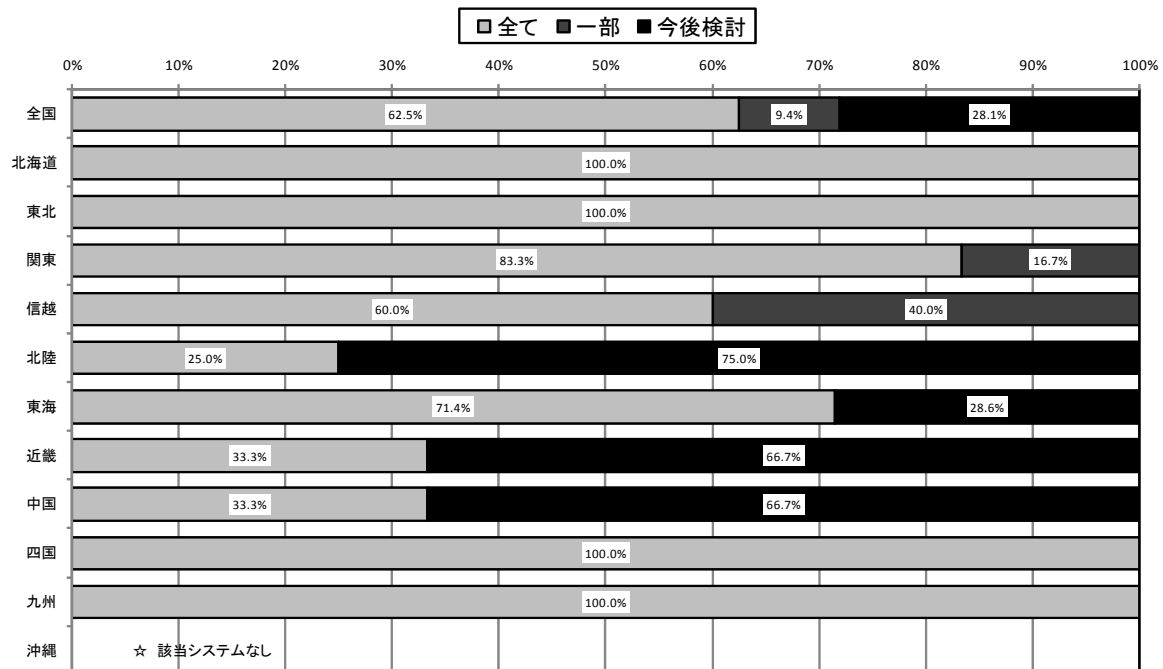 全て 一部 今後検討
0% 10% 20% 30% 40% 50% 60% 70% 80% 90% 100%
全国 62.5% 9.4% 28.1%
北海道 100.0%
東北 100.0%
関東 83.3% 16.7%
信越 60.0% 40.0%
北陸 25.0% 75.0%
東海 71.4% 28.6%
近畿 33.3% 66.7%
中国 33.3% 66.7%
四国 100.0%
九州 100.0%
沖縄 ☆ 該当システムなし